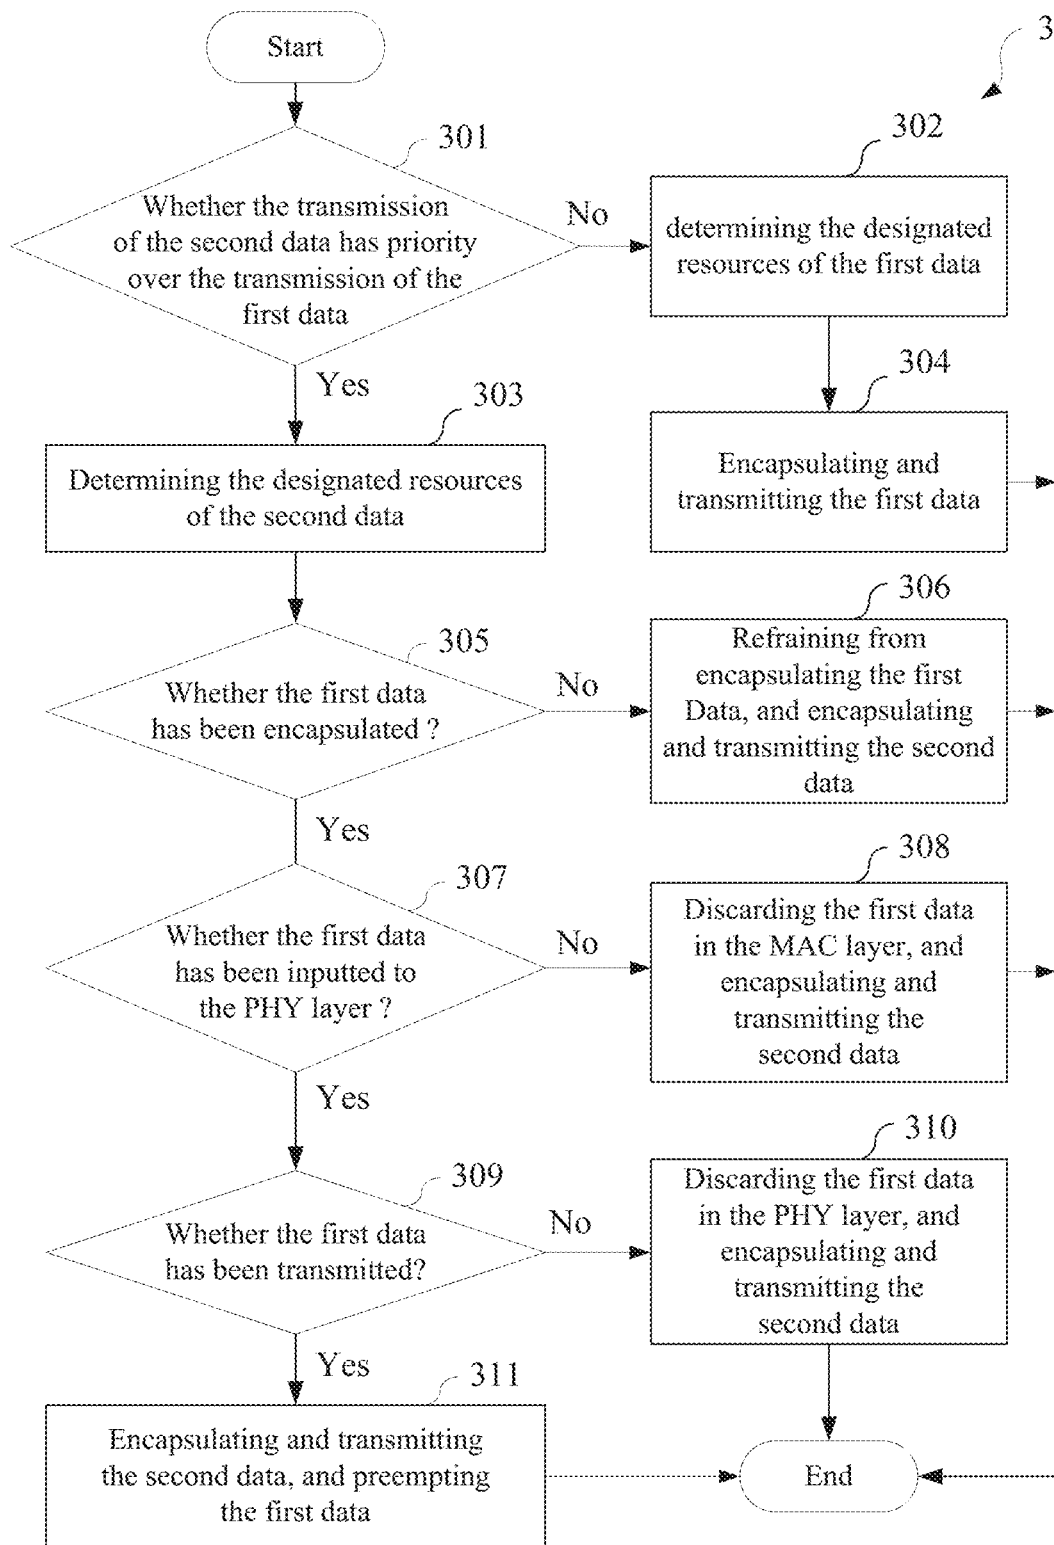 Start
3
301
Whether the transmission
of the second data has priority
over the transmission of the
first data
No
302
determining the designated
resources of the first data
Yes
303
Determining the designated resources
of the second data
304
Encapsulating and
transmitting the first data
305
Whether the first data
has been encapsulated ?
No
306
Refraining from
encapsulating the first
Data, and encapsulating
and transmitting the second
data
Yes
307
Whether the first data
has been inputted to
the PHY layer ?
No
308
Discarding the first data
in the MAC layer, and
encapsulating and
transmitting the
second data
Yes
309
Whether the first data
has been transmitted?
No
310
Discarding the first data
in the PHY layer, and
encapsulating and
transmitting the
second data
Yes
311
Encapsulating and transmitting
the second data, and preempting
the first data
End